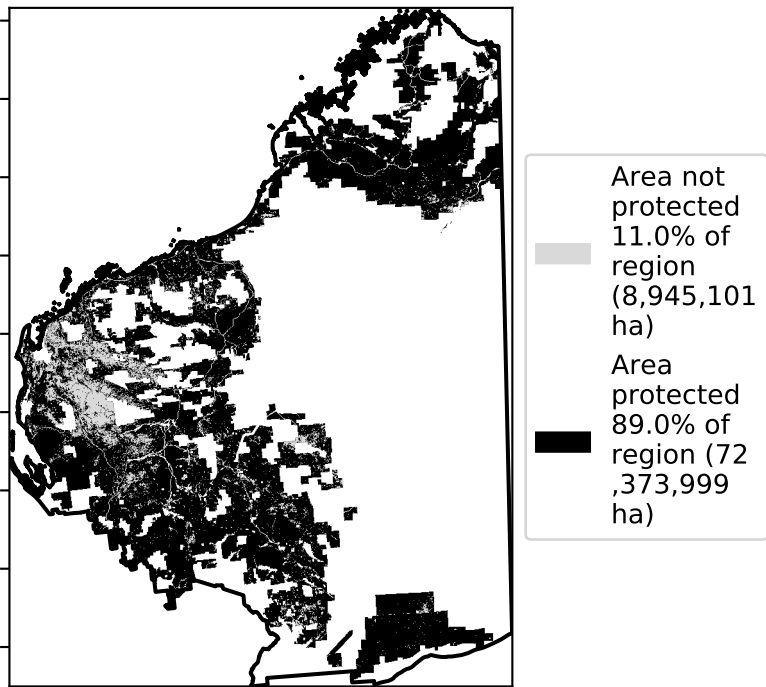 Area not
protected
11.0% of
region
(8,945,101
ha)
Area
protected
89.0% of
region (72
,373,999
ha)